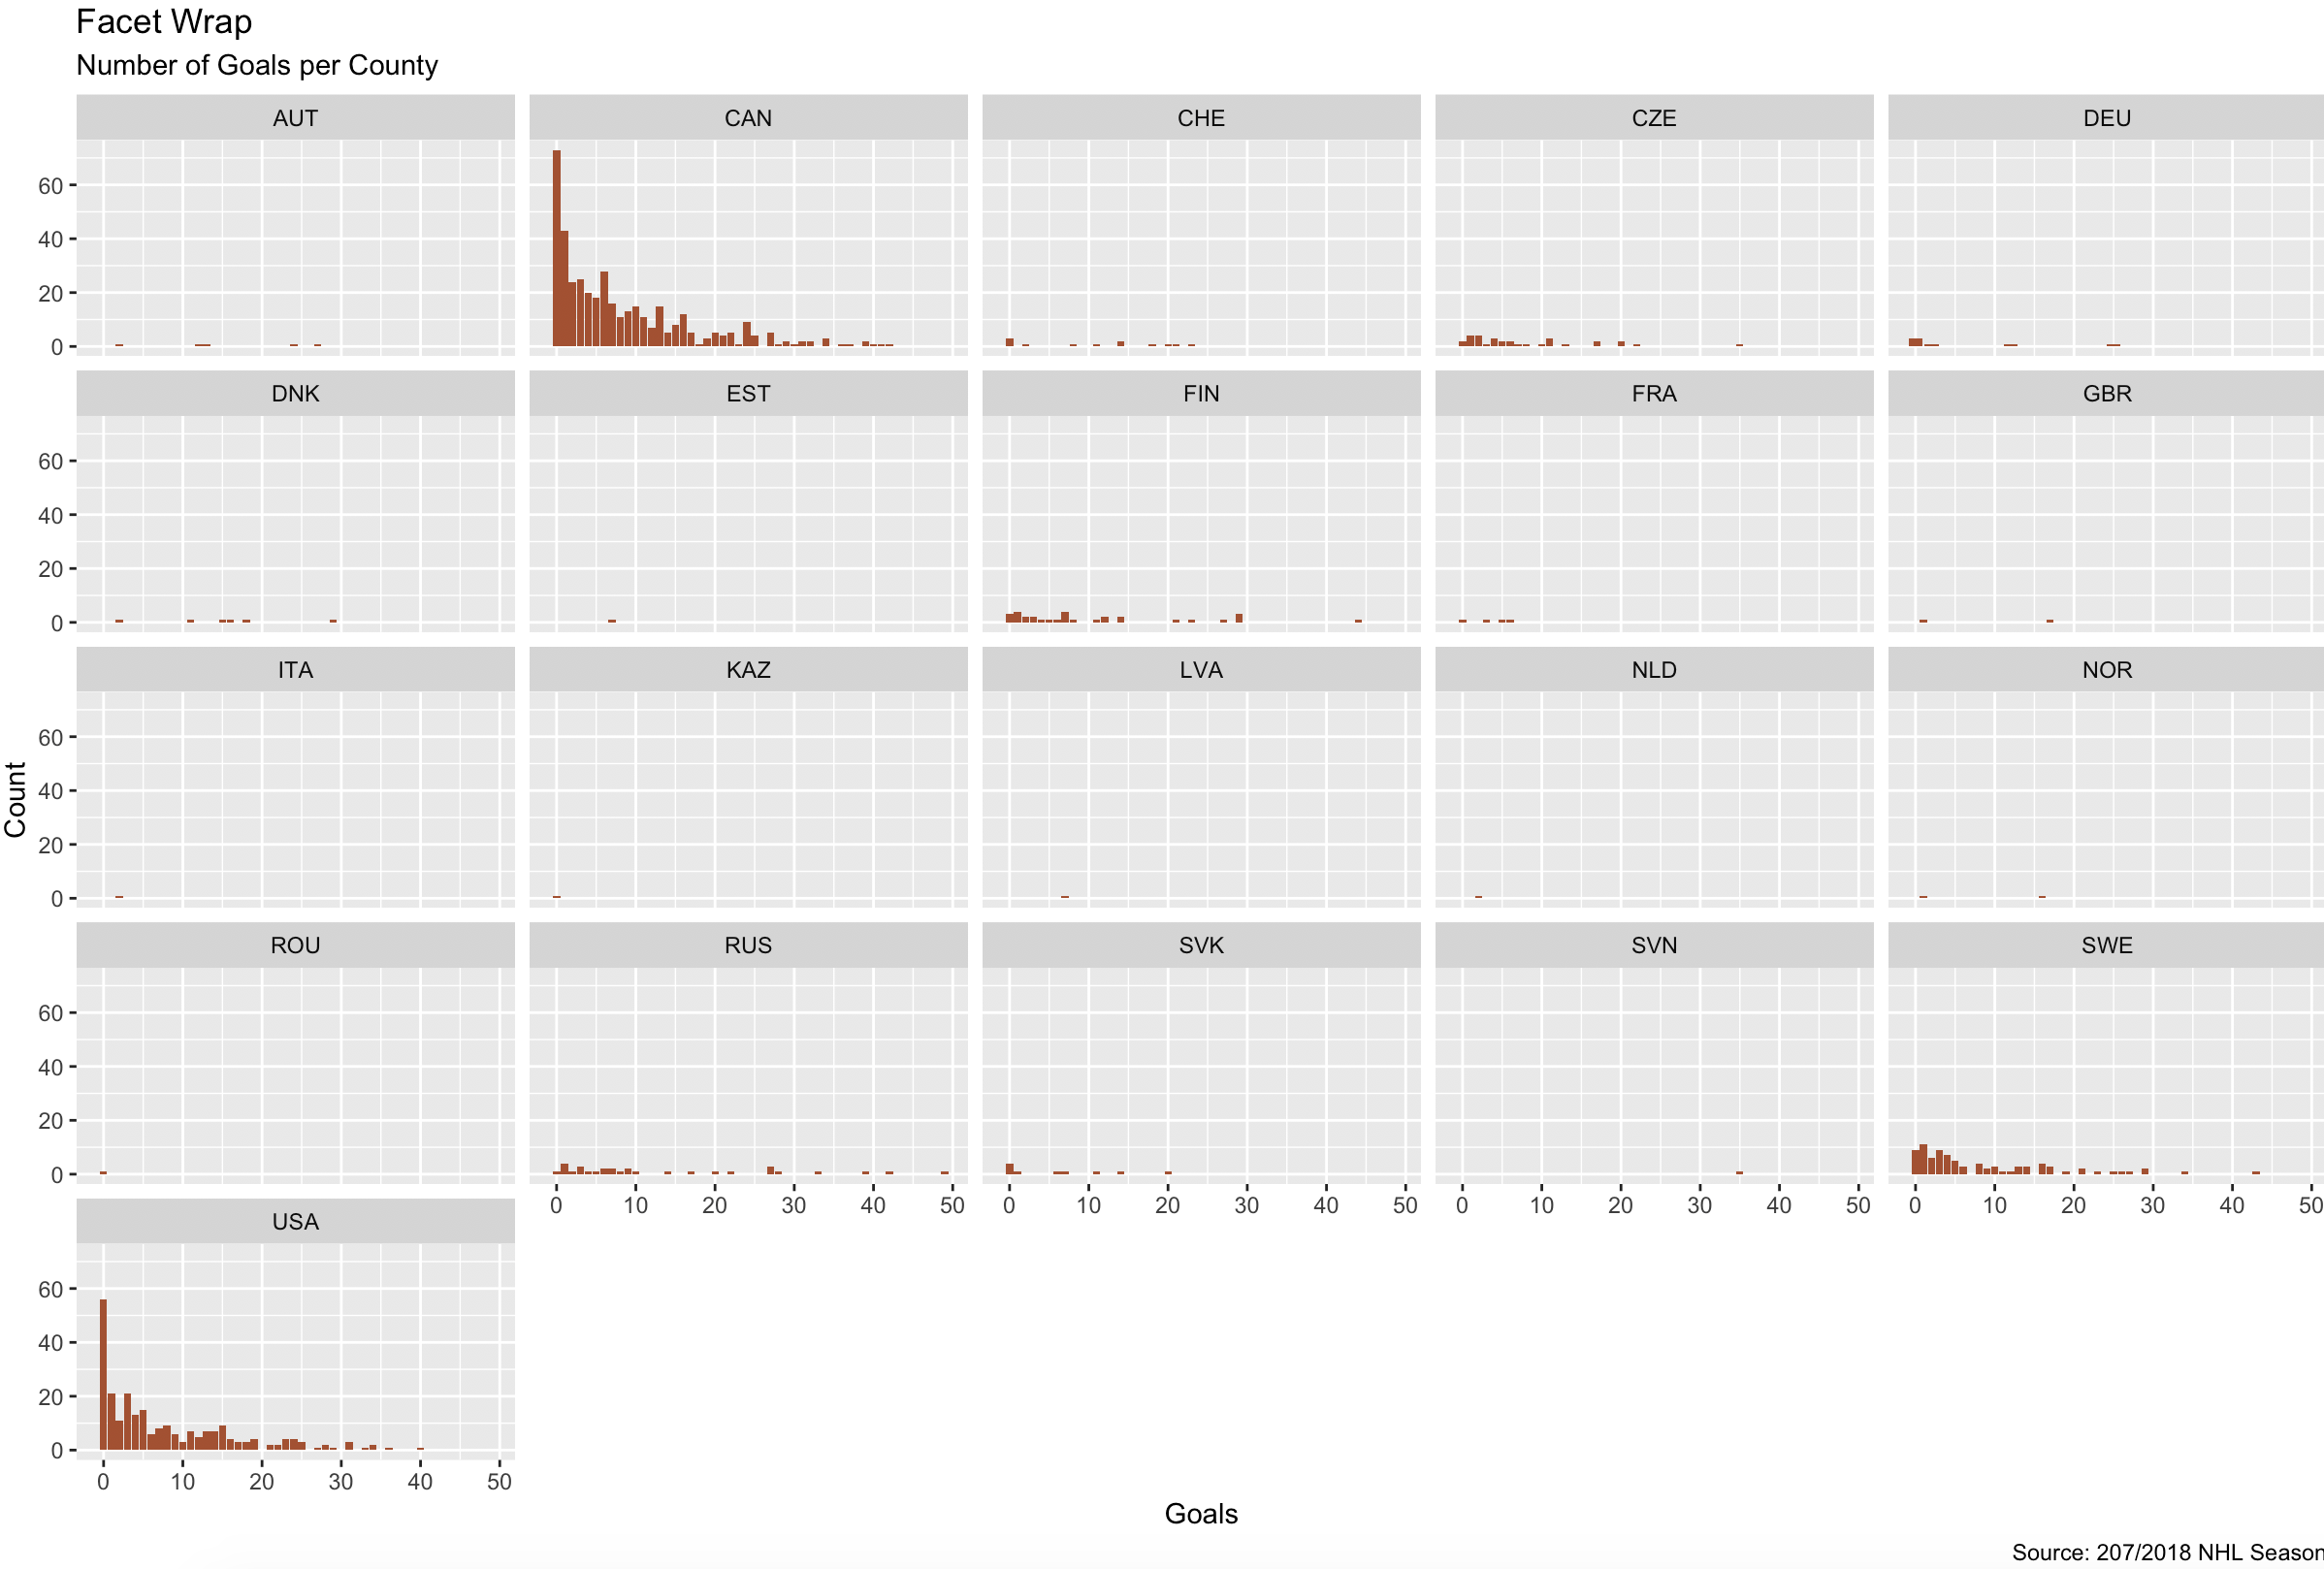 Facet Wrap
Number of Goals per County
AUT CAN CHE CZE DEU
60
40
20
0
DNK EST FIN FRA GBR
60
40
20
0
ITA KAZ LVA NLD NOR
60
40
20
0
Count
ROU RUS SVK SVN SWE
60
40
20
0
0 10 20 30 40 50 0 10 20 30 40 50 0 10 20 30 40 50 0 10 20 30 40 50
USA
60
40
20
0
0 10 20 30 40 50
Goals
Source: 207/2018 NHL Season